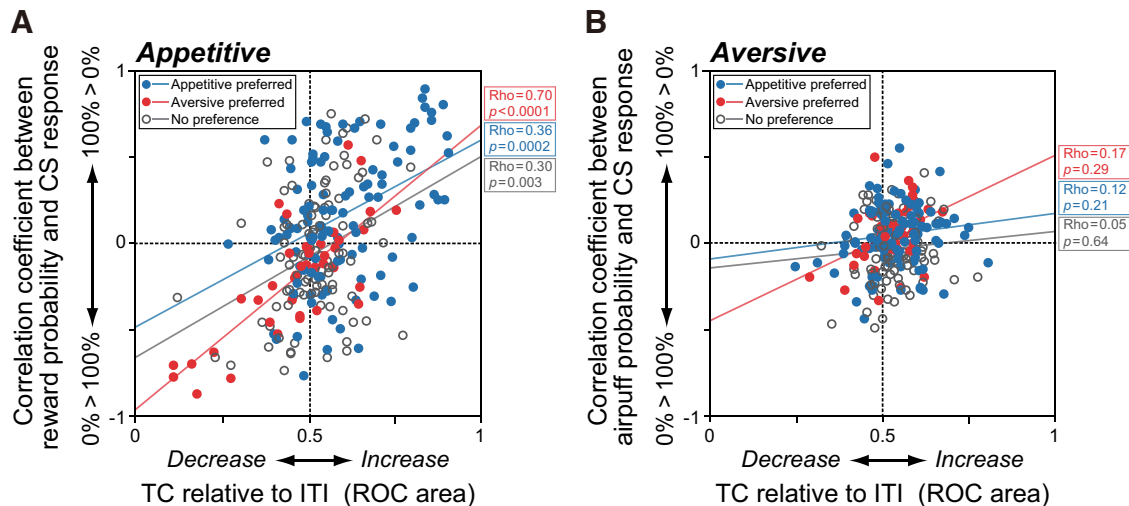 A
Appetitive
Correlation coefficient between
reward probability and CS response
0% > 100%
100% > 0%
1
0
-1
Appetitive preferred
Aversive preferred
No preference
Rho=0.70
p<0.0001
Rho=0.36
p=0.0002
Rho=0.30
p=0.003
0
0.5
1
Decrease
Increase
TC relative to ITI (ROC area)
B
Aversive
Correlation coefficient between
airpuff probability and CS response
0% > 100%
100% > 0%
1
0
-1
Appetitive preferred
Aversive preferred
No preference
Rho=0.17
p=0.29
Rho=0.12
p=0.21
Rho=0.05
p=0.64
0
0.5
1
Decrease
Increase
TC relative to ITI (ROC area)